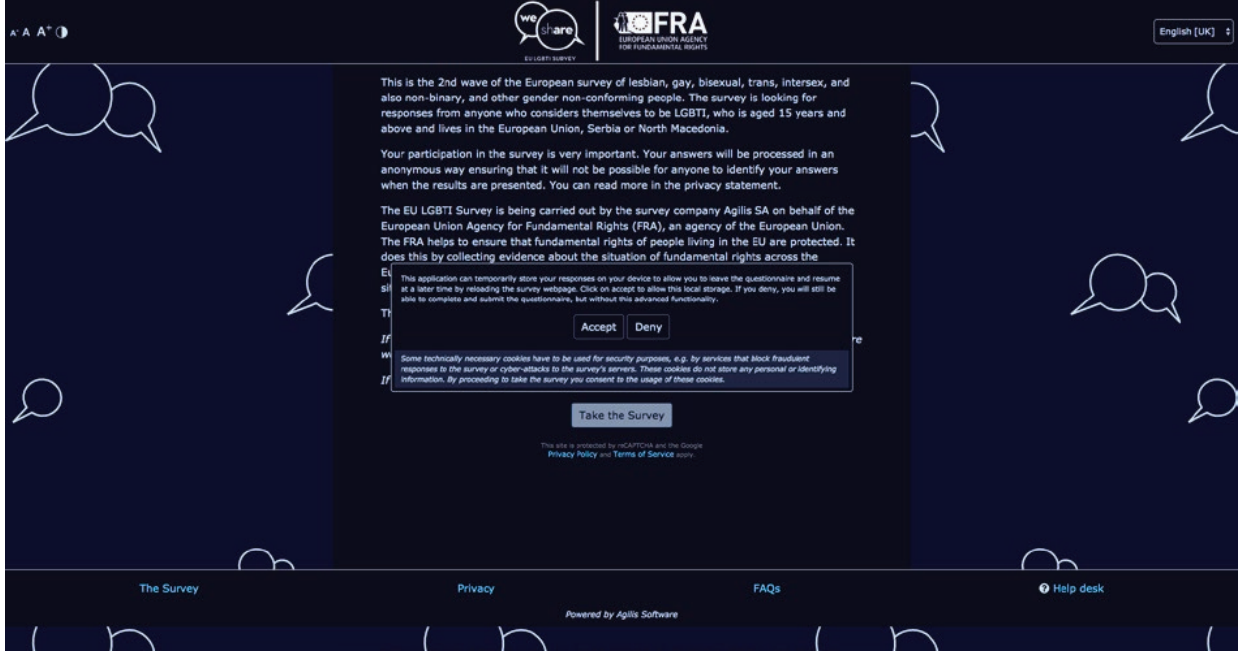 A- A A+
we
share
EU LGBTI SURVEY
FRA
EUROPEAN UNION AGENCY
FOR FUNDAMENTAL RIGHTS
English [UK]
This is the 2nd wave of the European survey of lesbian, gay, bisexual, trans, intersex, and
also non-binary, and other gender non-conforming people. The survey is looking for
responses from anyone who considers themselves to be LGBTI, who is aged 15 years and
above and lives in the European Union, Serbia or North Macedonia.
Your participation in the survey is very important. Your answers will be processed in an
anonymous way ensuring that it will not be possible for anyone to identify your answers
when the results are presented. You can read more in the privacy statement.
The EU LGBTI Survey is being carried out by the survey company Agilis SA on behalf of the
European Union Agency for Fundamental Rights (FRA), an agency of the European Union.
The FRA helps to ensure that fundamental rights of people living in the EU are protected. It
does this by collecting evidence about the situation of fundamental rights across the
This application can temporarily store your responses on your device to allow you to leave the questionnaire and resume
at a later time by reloading the survey webpage. Click on accept to allow this local storage. If you deny, you will still be
able to complete and submit the questionnaire, but without this advanced functionality.
Accept Deny
If
Some technically necessary cookies have to be used for security purposes, e.g. by services that block fraudulent
responses to the survey or cyber-attacks to the survey's servers. These cookies do not store any personal or identifying
information. By proceeding to take the survey you consent to the usage of these cookies.
If
Take the Survey
This site is protected by reCAPTCHA and the Google
Privacy Policy and Terms of Service apply.
The Survey
Privacy
FAQs
Help desk
Powered by Agilis Software